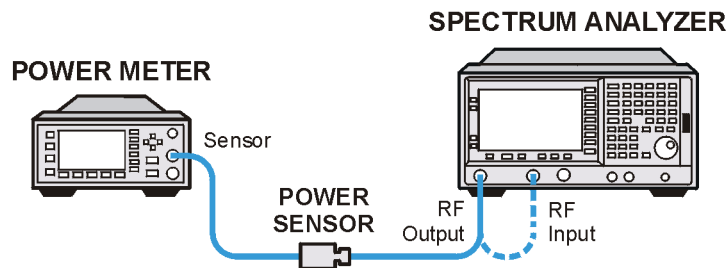 SPECTRUM ANALYZER
POWER METER
Sensor
POWER
SENSOR
RF
Output
RF
Input